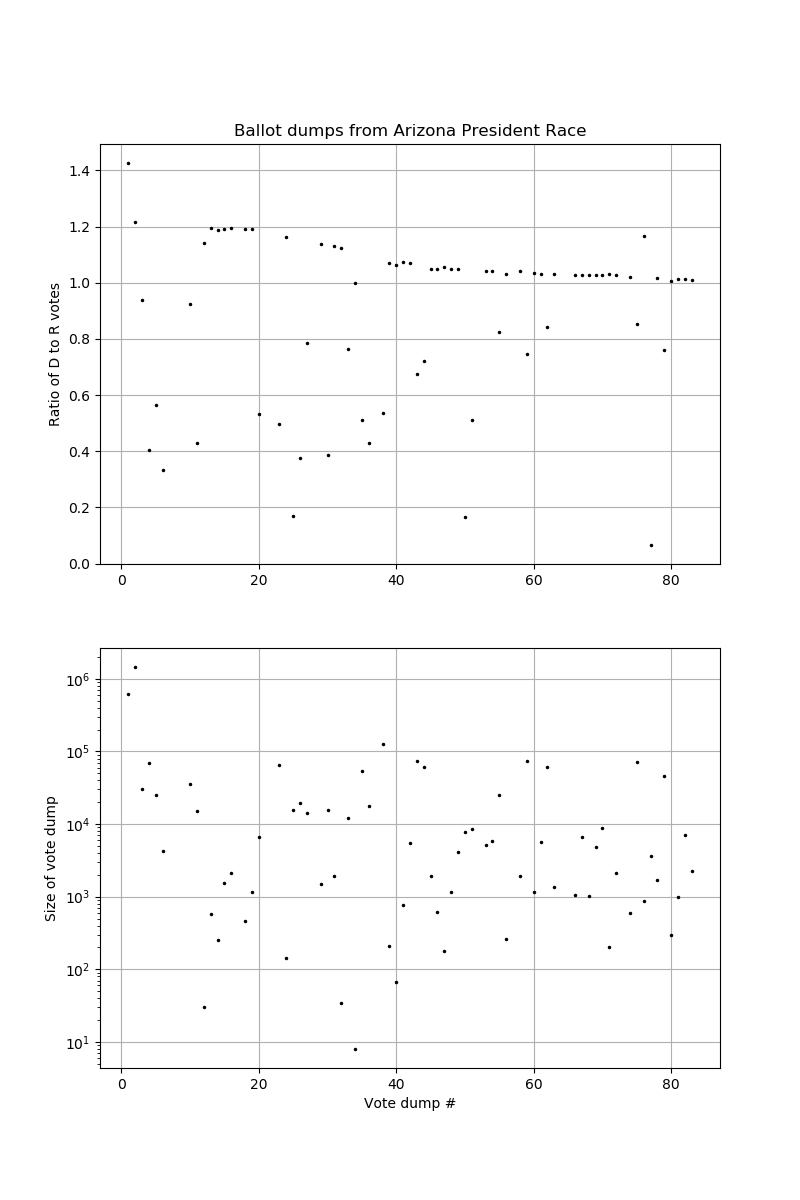 Ballot dumps from Arizona President Race
1.4
1.2
1.0
0.8
0.6
0.4
0.2
0.0
Ratio of D to R votes
0 20 40 60 80
10^6
10^5
10^4
10^3
10^2
10^1
Size of vote dump
0 20 40 60 80
Vote dump #